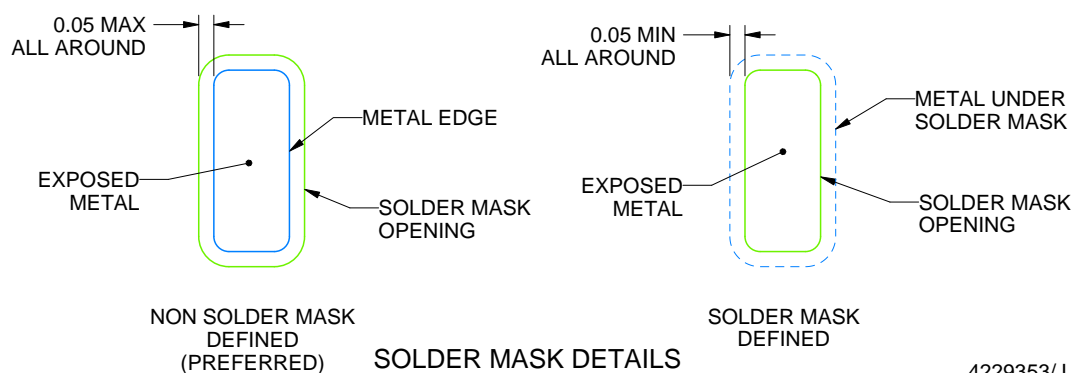 0.05 MAX
ALL AROUND
METAL EDGE
EXPOSED
METAL
SOLDER MASK
OPENING
NON SOLDER MASK
DEFINED
(PREFERRED)
0.05 MIN
ALL AROUND
METAL UNDER
SOLDER MASK
EXPOSED
METAL
SOLDER MASK
OPENING
SOLDER MASK
DEFINED
SOLDER MASK DETAILS